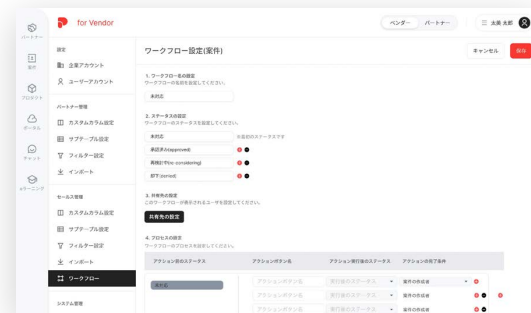 for Vendor
ベンダー
パートナー
太美 太郎
パートナー
案件
プロダクト
ポータル
チャット
eラーニング
設定
企業アカウント
ユーザーアカウント
パートナー管理
カスタムカラム設定
サブテーブル設定
フィルター設定
インポート
セールス管理
カスタムカラム設定
サブテーブル設定
フィルター設定
インポート
ワークフロー
システム管理
ワークフロー設定(案件)
キャンセル
保存
1. ワークフロー名の設定
ワークフローの名前を設定してください。
未対応
2. ステータスの設定
ワークフローのステータスを設定してください。
未対応
※最初のステータスです
承認済み(approved)
再検討中(re-considering)
却下(denied)
3. 共有先の設定
このワークフローが表示されるユーザを設定してください。
共有先の設定
4. プロセスの設定
ワークフローのプロセスを設定してください。
アクション前のステータス
アクションボタン名
アクション実行後のステータス
アクションの完了条件
未対応
アクションボタン名
実行後のステータス
案件の作成者
アクションボタン名
実行後のステータス
案件の作成者
アクションボタン名
実行後のステータス
案件の作成者